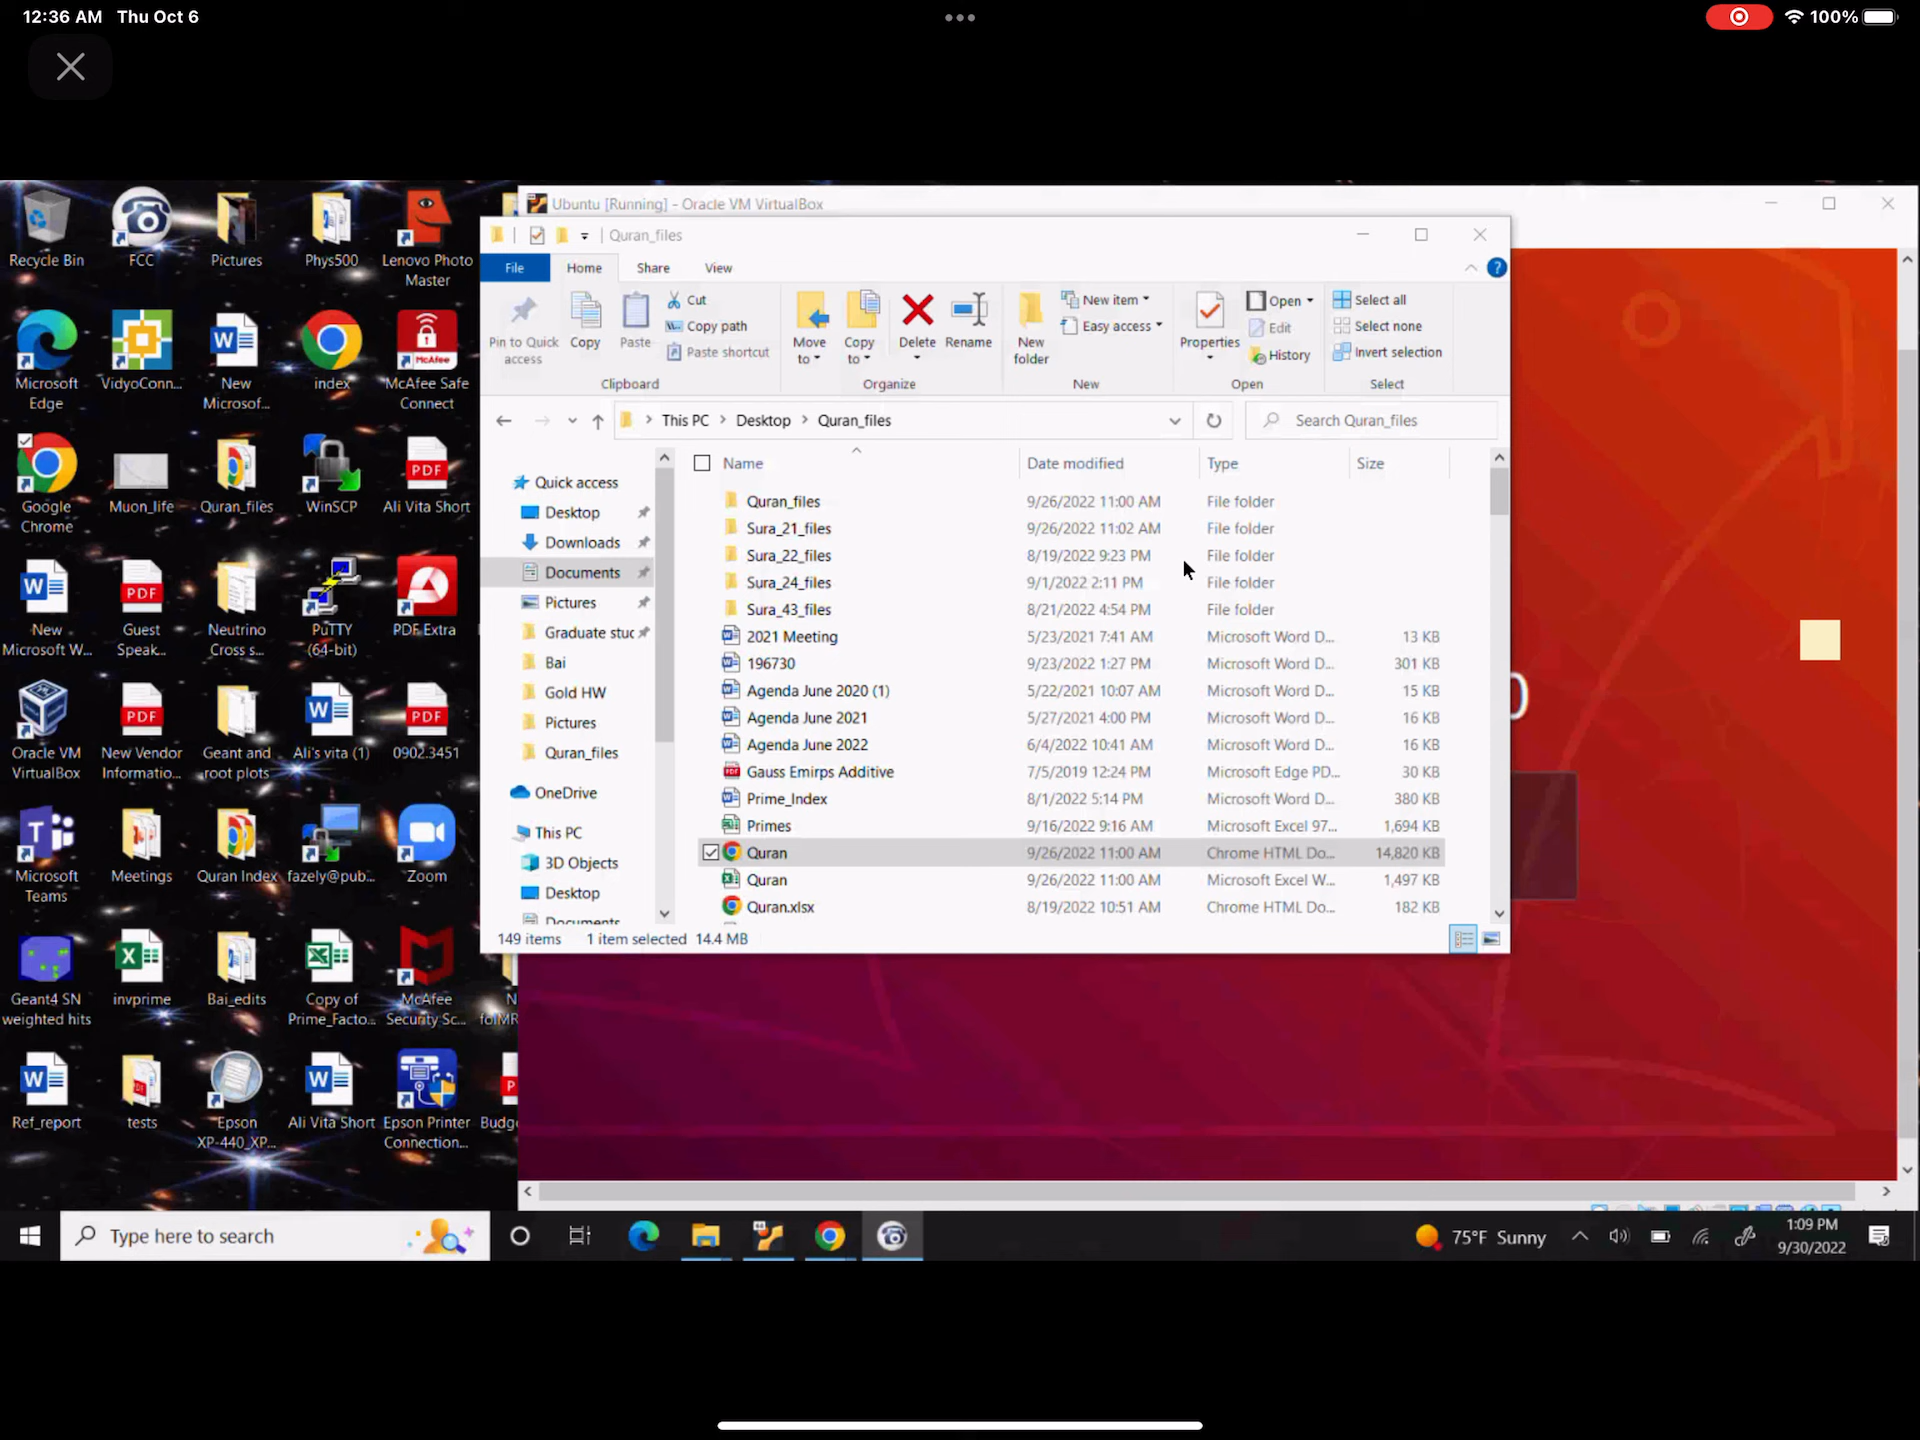 12:36 AM Thu Oct 6
100%
Ubuntu [Running] - Oracle VM VirtualBox
Quran_files
File Home Share View
Pin to Quick access
Copy
Paste
Cut
Copy path
Paste shortcut
Clipboard
Move to
Copy to
Delete
Rename
Organize
New folder
New item
Easy access
New
Properties
Open
Edit
History
Open
Select all
Select none
Invert selection
Select
This PC > Desktop > Quran_files
Search Quran_files
Quick access
Desktop
Downloads
Documents
Pictures
Graduate stuc
Bai
Gold HW
Pictures
Quran_files
OneDrive
This PC
3D Objects
Desktop
Documents
Name Date modified Type Size
Quran_files 9/26/2022 11:00 AM File folder
Sura_21_files 9/26/2022 11:02 AM File folder
Sura_22_files 8/19/2022 9:23 PM File folder
Sura_24_files 9/1/2022 2:11 PM File folder
Sura_43_files 8/21/2022 4:54 PM File folder
2021 Meeting 5/23/2021 7:41 AM Microsoft Word D... 13 KB
196730 9/23/2022 1:27 PM Microsoft Word D... 301 KB
Agenda June 2020 (1) 5/22/2021 10:07 AM Microsoft Word D... 15 KB
Agenda June 2021 5/27/2021 4:00 PM Microsoft Word D... 16 KB
Agenda June 2022 6/4/2022 10:41 AM Microsoft Word D... 16 KB
Gauss Emirps Additive 7/5/2019 12:24 PM Microsoft Edge PD... 30 KB
Prime_Index 8/1/2022 5:14 PM Microsoft Word D... 380 KB
Primes 9/16/2022 9:16 AM Microsoft Excel 97... 1,694 KB
Quran 9/26/2022 11:00 AM Chrome HTML Do... 14,820 KB
Quran 9/26/2022 11:00 AM Microsoft Excel W... 1,497 KB
Quran.xlsx 8/19/2022 10:51 AM Chrome HTML Do... 182 KB
149 items 1 item selected 14.4 MB
Recycle Bin
FCC
Pictures
Phys500
Lenovo Photo Master
Microsoft Edge
VidyoConn...
New Microsof...
index
McAfee Safe Connect
Google Chrome
Muon_life
Quran_files
WinSCP
Ali Vita Short
New Microsoft W...
Guest Speak...
Neutrino Cross s...
PuTTY (64-bit)
PDF Extra
Oracle VM VirtualBox
New Vendor Informatio...
Geant and root plots
Ali's vita (1)
0902.3451
Microsoft Teams
Meetings
Quran Index
fazely@pub...
Zoom
Geant4 SN weighted hits
invprime
Bai_edits
Copy of Prime_Facto...
McAfee Security Sc...
Ref_report
tests
Epson XP-440_XP...
Ali Vita Short
Epson Printer Connection...
Type here to search
75°F Sunny
1:09 PM
9/30/2022